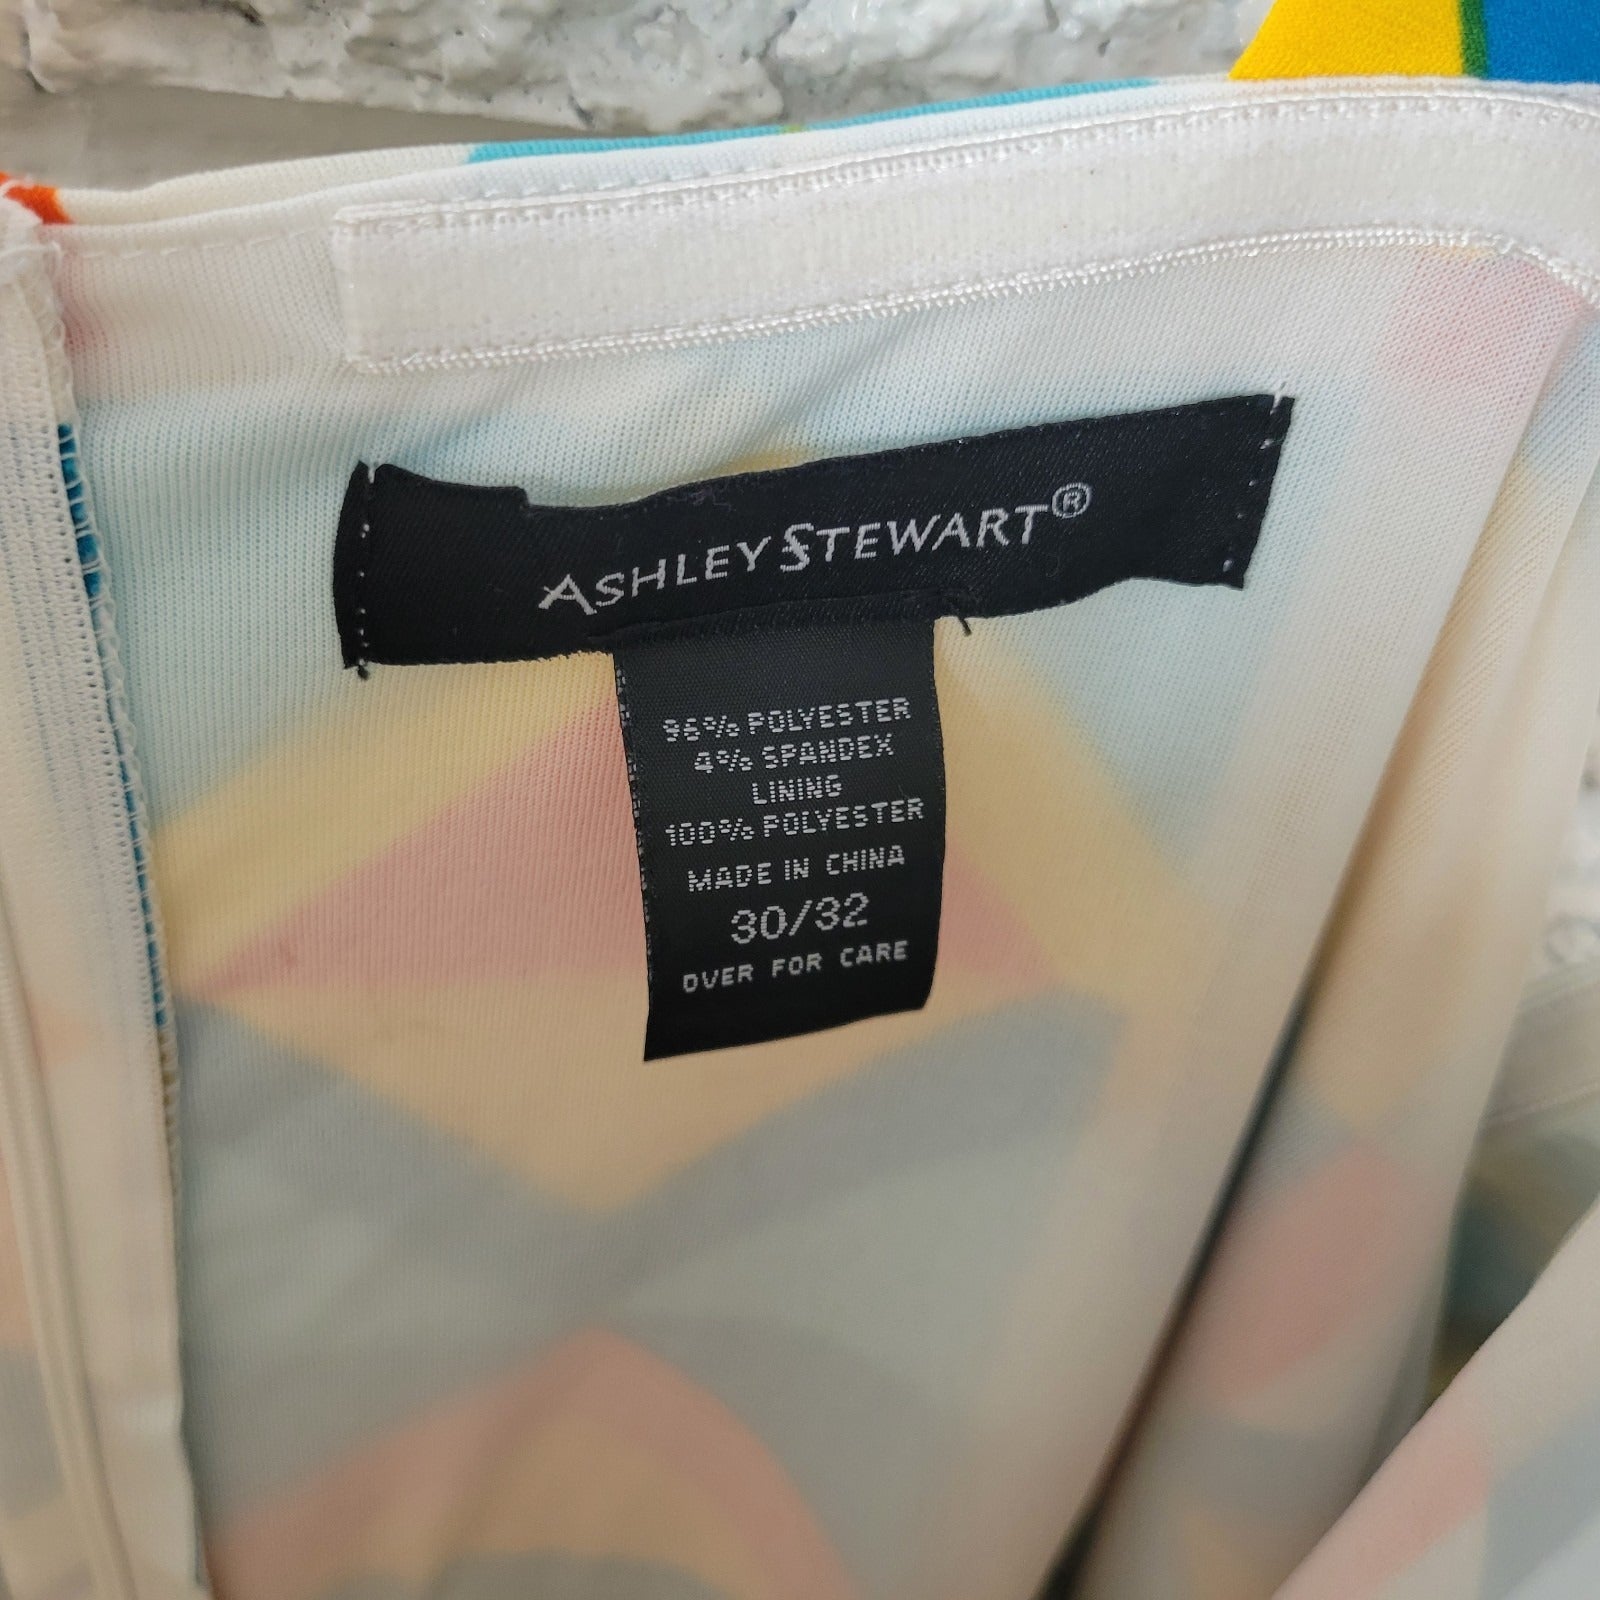 ASHLEY STEWART®
96% POLYESTER
4% SPANDEX
LINING
100% POLYESTER
MADE IN CHINA
30/32
OVER FOR CARE